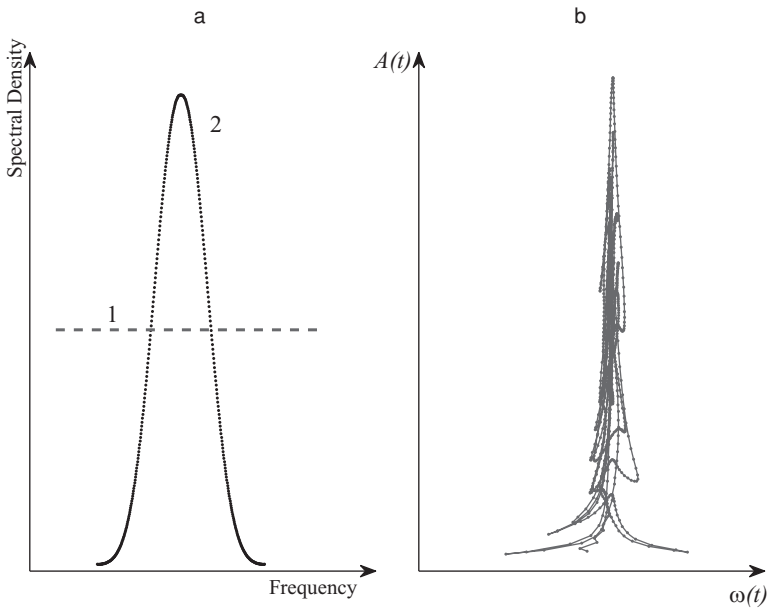 a
b
Spectral Density
A(t)
2
1
Frequency
ω(t)